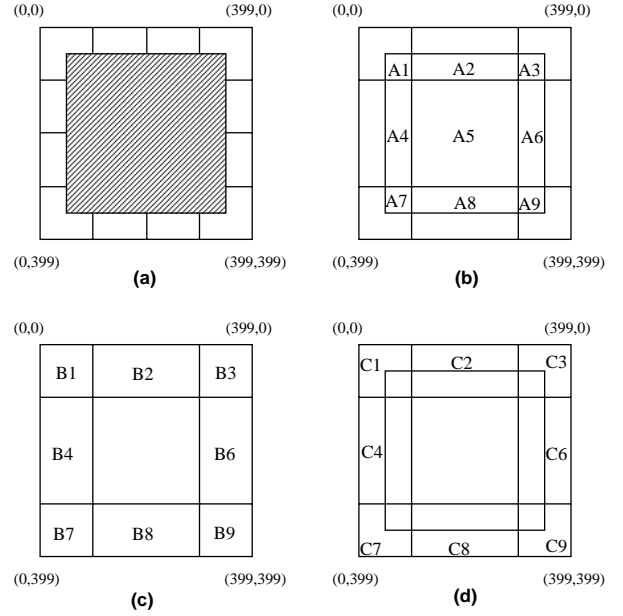 (0,0) (399,0) (0,0) (399,0)
A1 A2 A3
A4 A5 A6
A7 A8 A9
(0,399) (399,399) (0,399) (399,399)
(a) (b)
(0,0) (399,0) (0,0) (399,0)
B1 B2 B3 C1 C2 C3
B4 B6 C4 C6
B7 B8 B9 C7 C8 C9
(0,399) (399,399) (0,399) (399,399)
(c) (d)